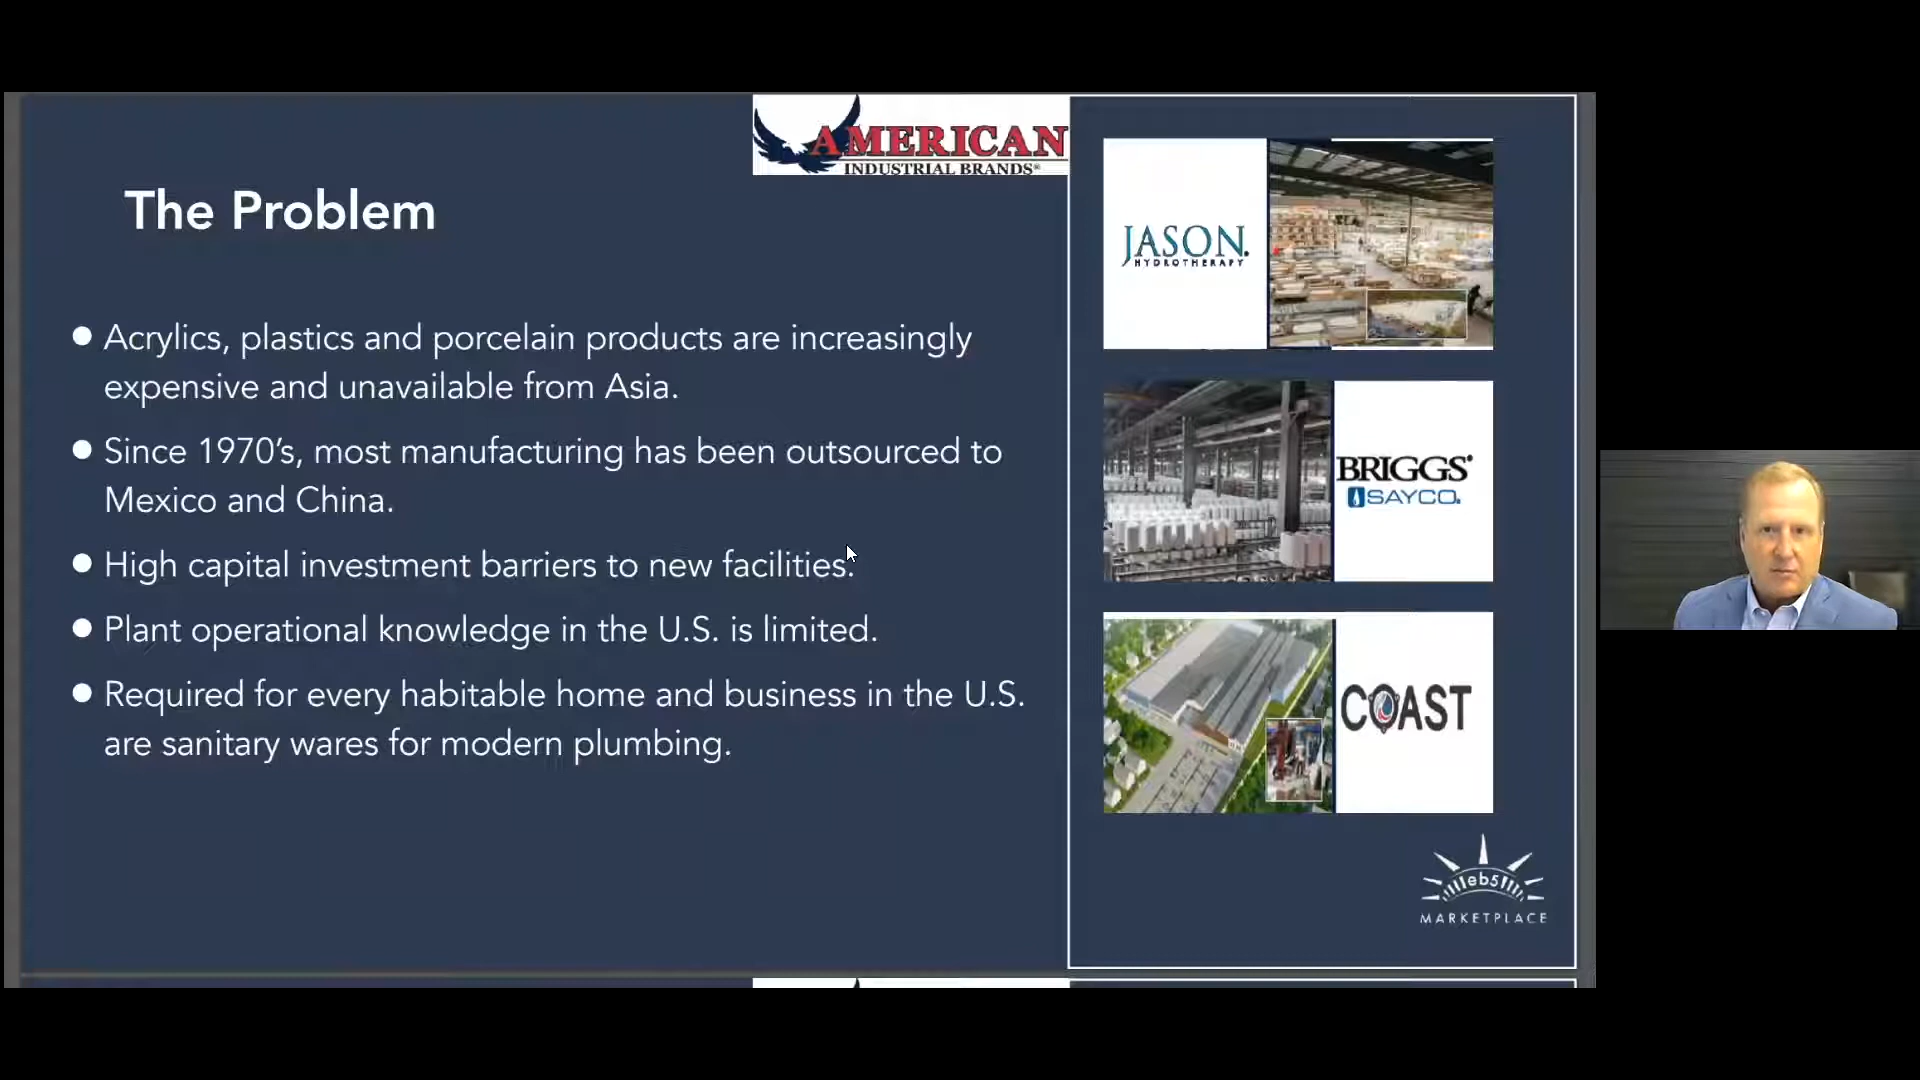 AMERICAN
INDUSTRIAL BRANDS®
The Problem
● Acrylics, plastics and porcelain products are increasingly
expensive and unavailable from Asia.
● Since 1970’s, most manufacturing has been outsourced to
Mexico and China.
● High capital investment barriers to new facilities.
● Plant operational knowledge in the U.S. is limited.
● Required for every habitable home and business in the U.S.
are sanitary wares for modern plumbing.
JASON.
HYDROTHERAPY
BRIGGS®
SAYCO.
COAST
eb5
MARKETPLACE